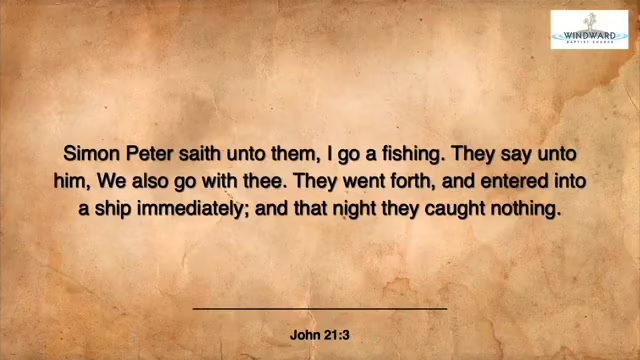 WINDWARD
BAPTIST CHURCH
Simon Peter saith unto them, I go a fishing. They say unto
him, We also go with thee. They went forth, and entered into
a ship immediately; and that night they caught nothing.
John 21:3